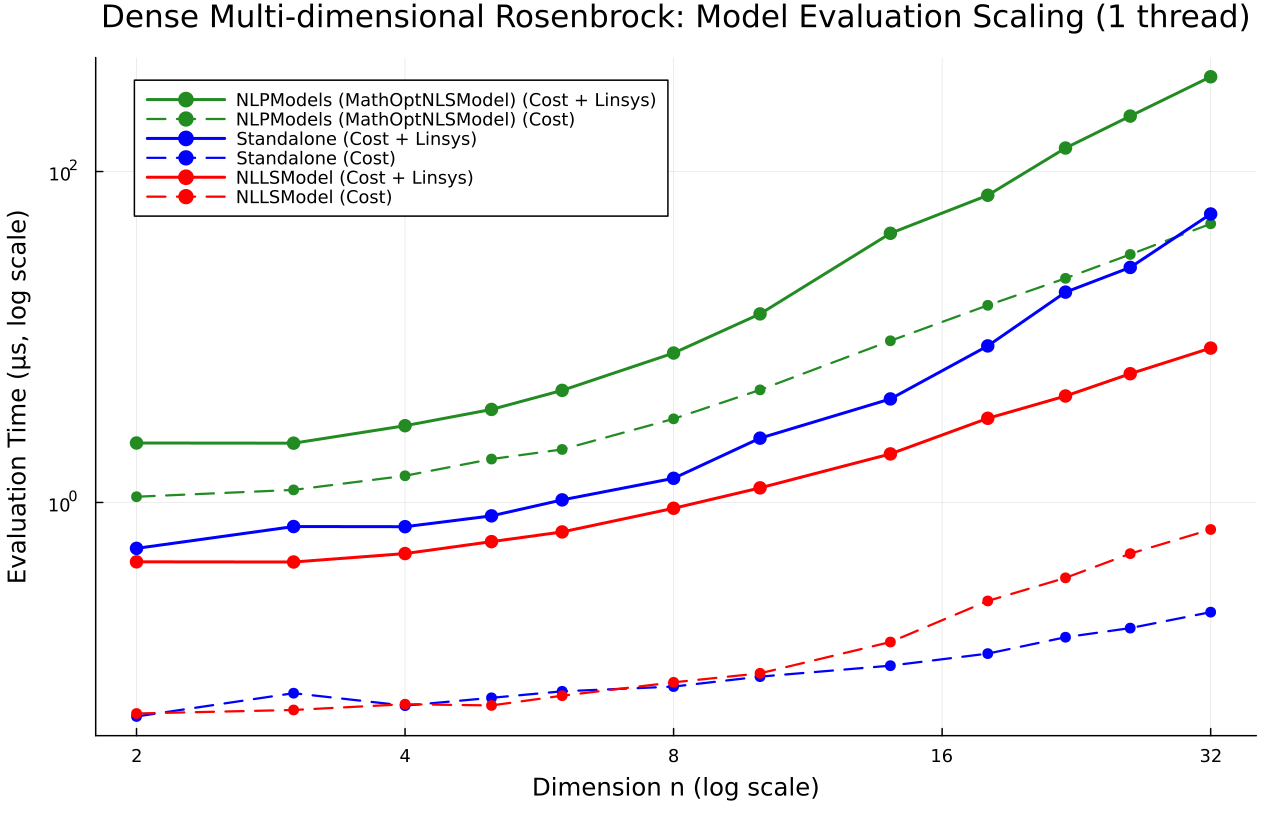 Dense Multi-dimensional Rosenbrock: Model Evaluation Scaling (1 thread)
NLPModels (MathOptNLSModel) (Cost + Linsys)
NLPModels (MathOptNLSModel) (Cost)
Standalone (Cost + Linsys)
Standalone (Cost)
NLLSModel (Cost + Linsys)
NLLSModel (Cost)
Evaluation Time (μs, log scale)
10²
10⁰
2 4 8 16 32
Dimension n (log scale)